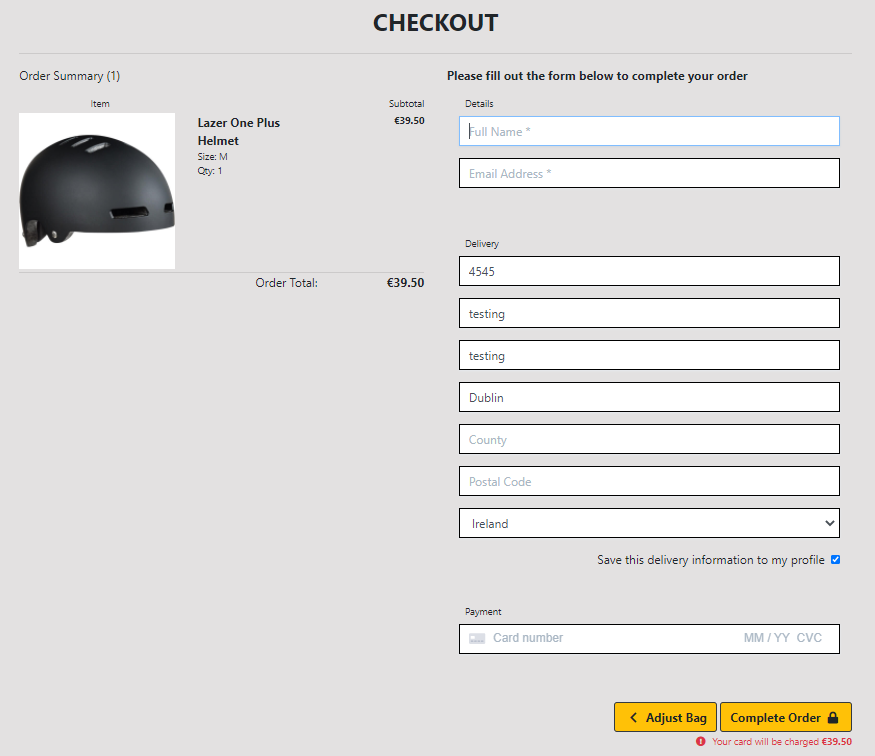 CHECKOUT
Order Summary (1)
Item
Subtotal
Lazer One Plus
Helmet
Size: M
Qty: 1
€39.50
Order Total:
€39.50
Please fill out the form below to complete your order
Details
Full Name *
Email Address *
Delivery
4545
testing
testing
Dublin
County
Postal Code
Ireland
Save this delivery information to my profile
Payment
Card number MM / YY CVC
Adjust Bag
Complete Order
Your card will be charged €39.50